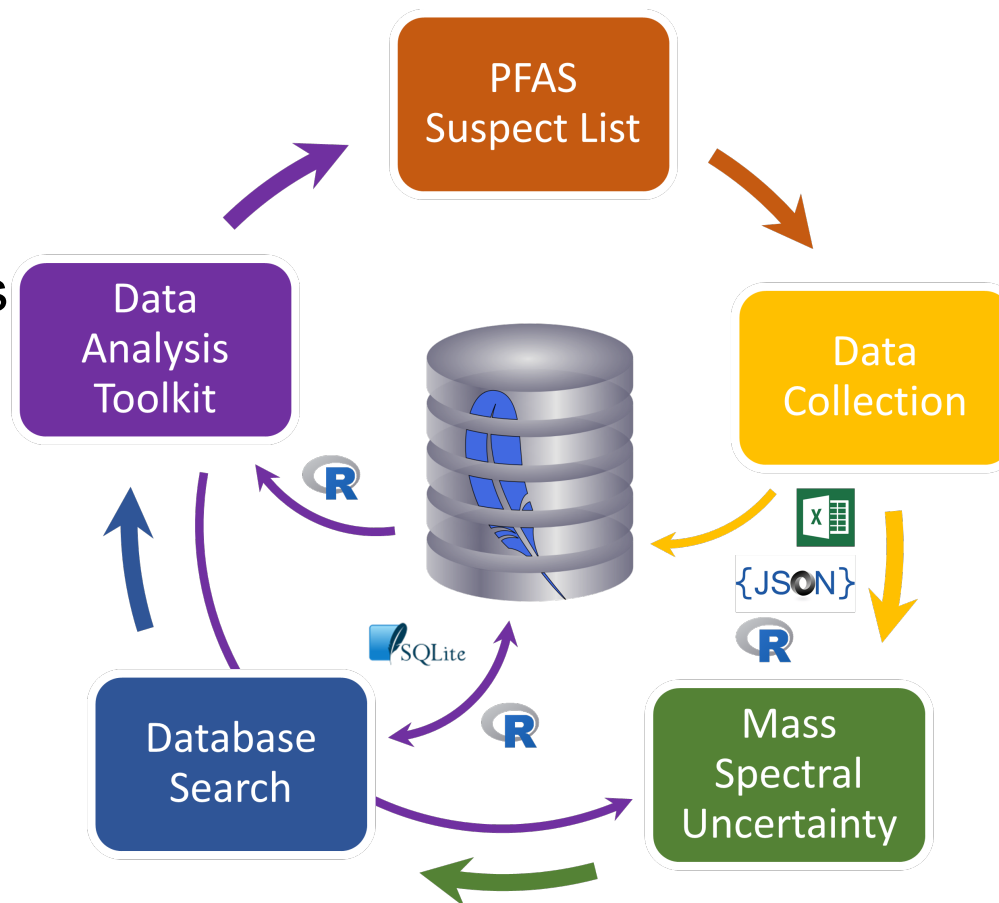 PFAS
Suspect List
s
Data
Analysis
Toolkit
Data
Collection
R
X
{JSON}
SQLite
R
R
Database
Search
Mass
Spectral
Uncertainty